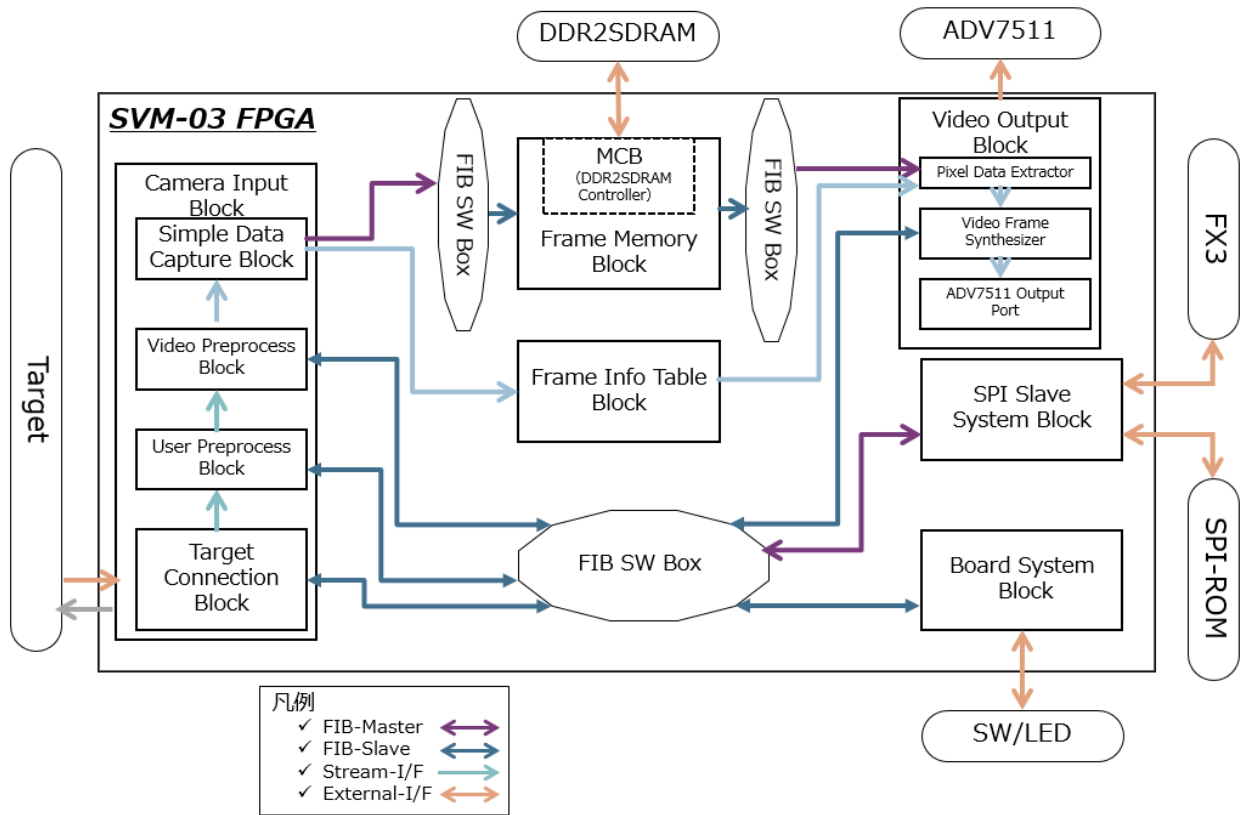 DDR2SDRAM
ADV7511
SVM-03 FPGA
Target
Camera Input
Block
Simple Data
Capture Block
Video Preprocess
Block
User Preprocess
Block
Target
Connection
Block
FIB SW Box
MCB
(DDR2SDRAM
Controller)
Frame Memory
Block
FIB SW Box
Frame Info Table
Block
FIB SW Box
Video Output
Block
Pixel Data Extractor
Video Frame
Synthesizer
ADV7511 Output
Port
SPI Slave
System Block
Board System
Block
FX3
SPI-ROM
SW/LED
凡例
✓ FIB-Master
✓ FIB-Slave
✓ Stream-I/F
✓ External-I/F